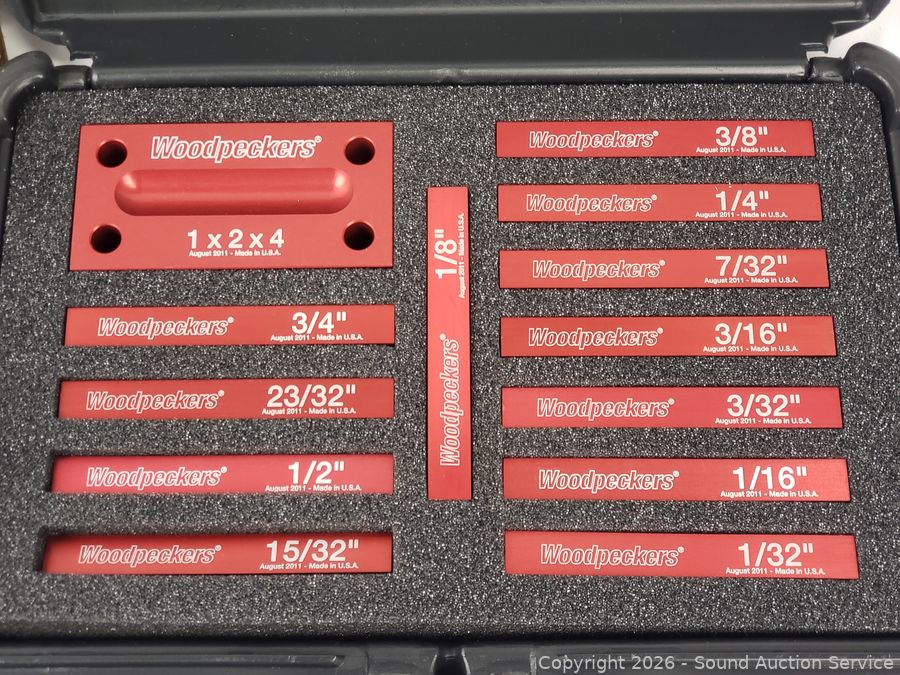 Woodpeckers®
1 x 2 x 4
August 2011 - Made in U.S.A.
Woodpeckers® 3/4"
August 2011 - Made in U.S.A.
Woodpeckers® 23/32"
August 2011 - Made in U.S.A.
Woodpeckers® 1/2"
August 2011 - Made in U.S.A.
Woodpeckers® 15/32"
August 2011 - Made in U.S.A.
Woodpeckers® 1/8"
August 2011 - Made in U.S.A.
Woodpeckers® 3/8"
August 2011 - Made in U.S.A.
Woodpeckers® 1/4"
August 2011 - Made in U.S.A.
Woodpeckers® 7/32"
August 2011 - Made in U.S.A.
Woodpeckers® 3/16"
August 2011 - Made in U.S.A.
Woodpeckers® 3/32"
August 2011 - Made in U.S.A.
Woodpeckers® 1/16"
August 2011 - Made in U.S.A.
Woodpeckers® 1/32"
August 2011 - Made in U.S.A.
Copyright 2026 - Sound Auction Service